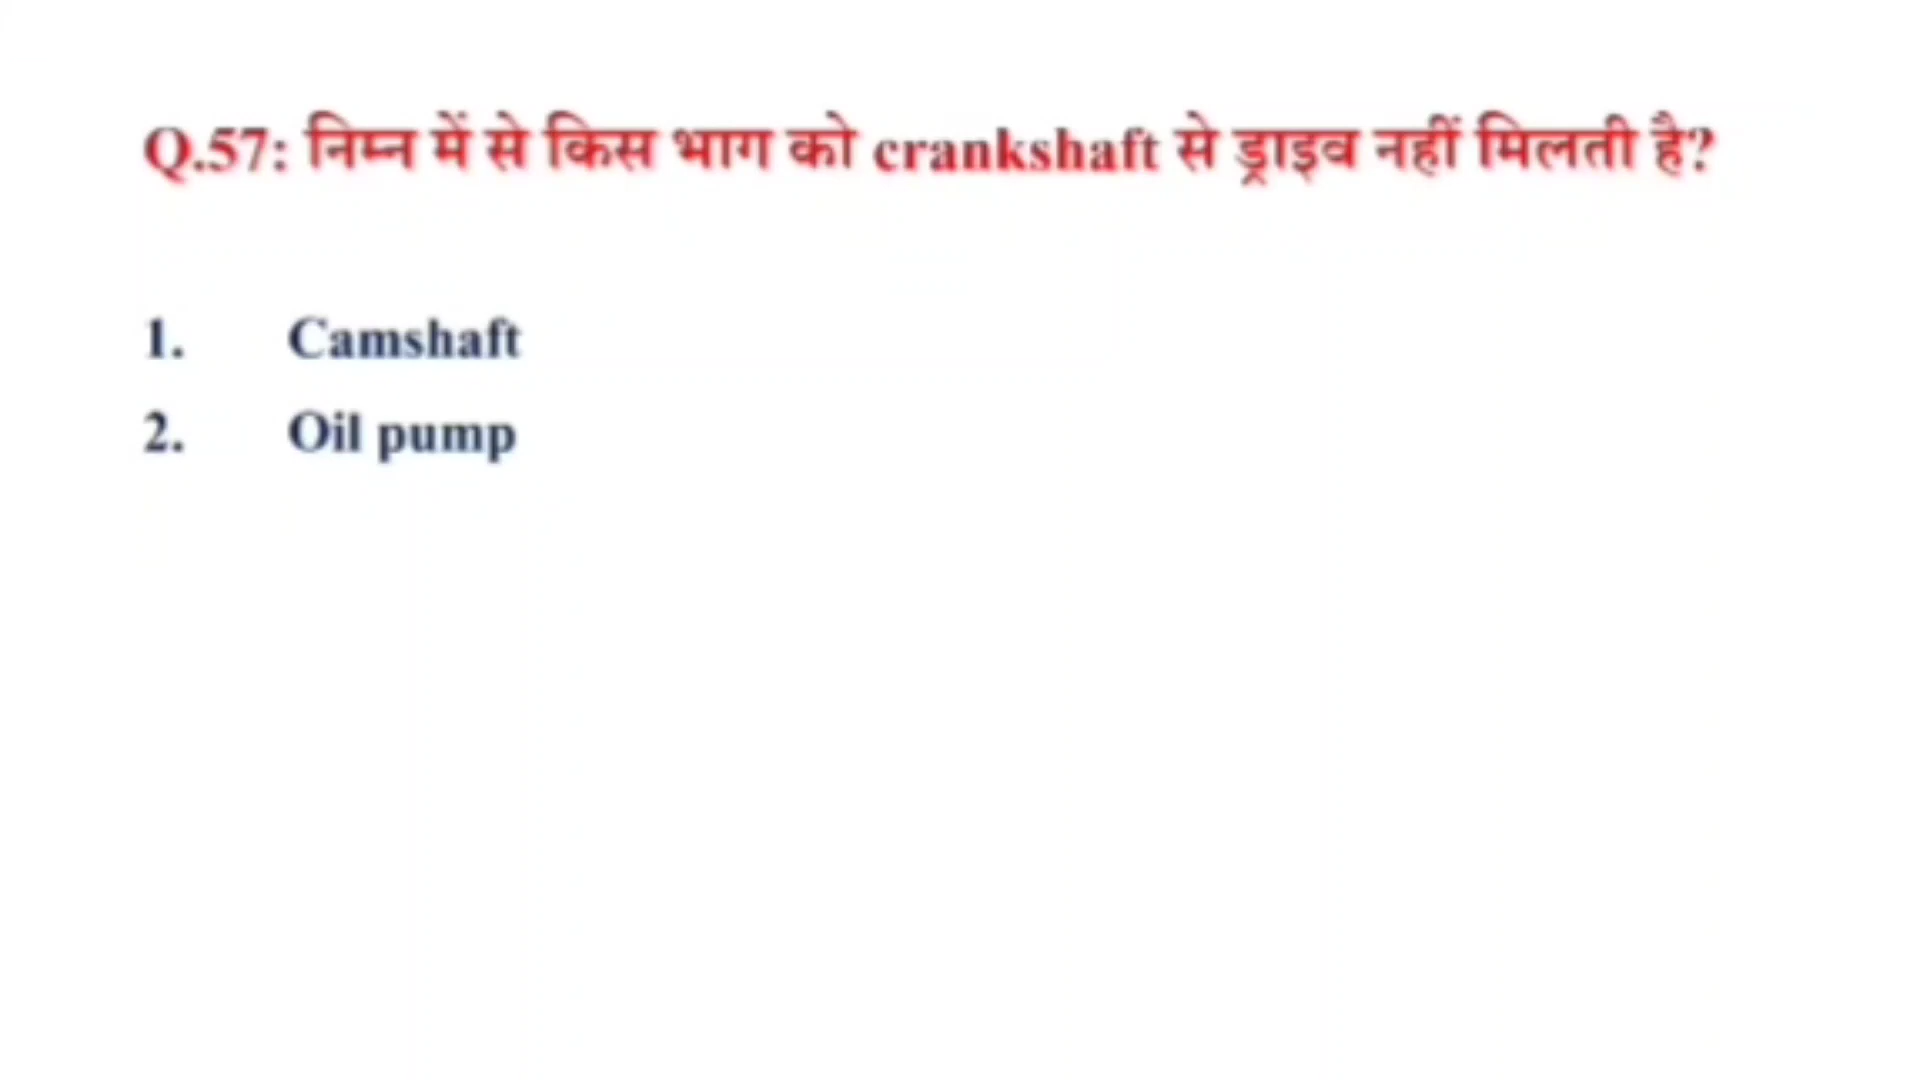 Q.57: निम्न में से किस भाग को crankshaft से ड्राइव नहीं मिलती है?
1. Camshaft
2. Oil pump